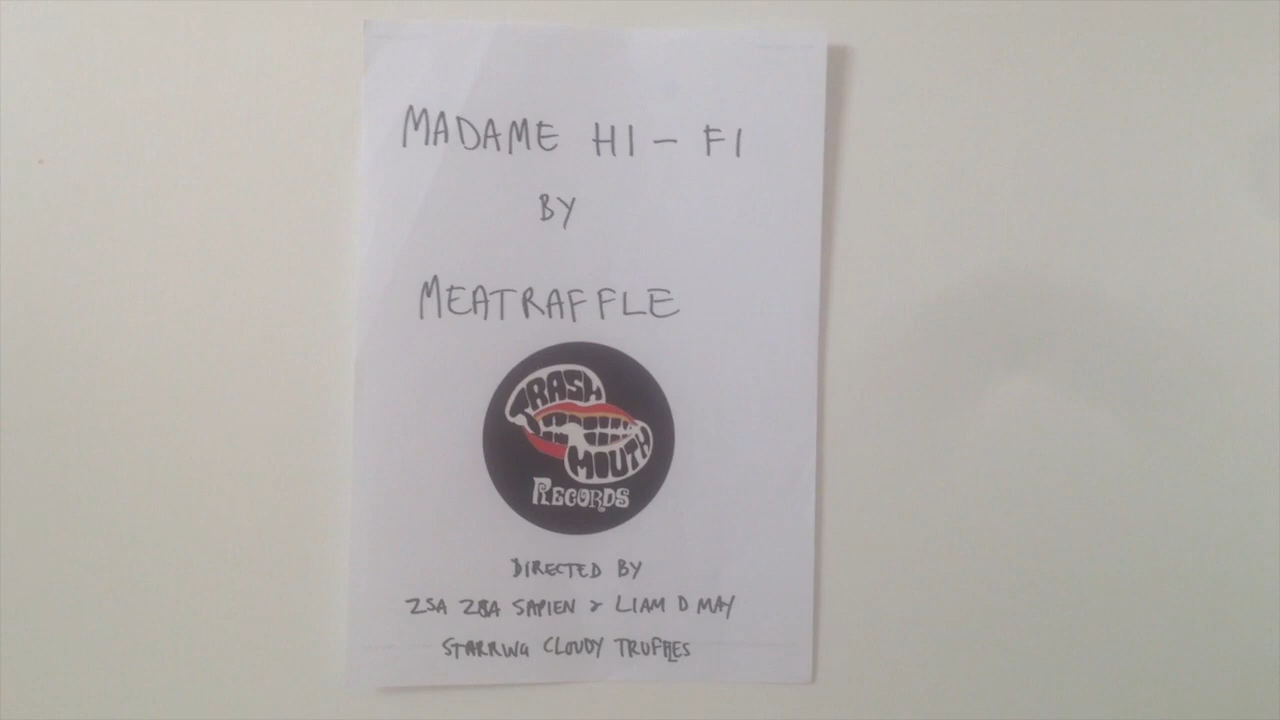 MADAME HI - FI
BY
MEATRAFFLE
TRASH
MOUTH
RECORDS
DIRECTED BY
ZSA ZSA SAPIEN & LIAM D MAY
STARRING CLOUDY TRUFFLES